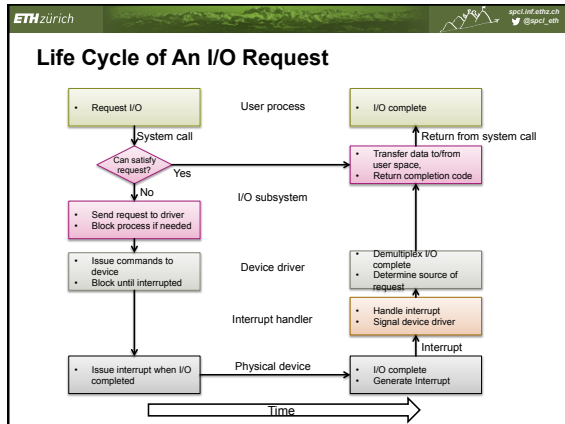 ETH zürich
spcl.inf.ethz.ch
@spcl_eth
Life Cycle of An I/O Request
• Request I/O
User process
• I/O complete
System call
Return from system call
Can satisfy
request?
Yes
• Transfer data to/from
user space,
• Return completion code
No
I/O subsystem
• Send request to driver
• Block process if needed
• Issue commands to
device
• Block until interrupted
Device driver
• Demultiplex I/O
complete
• Determine source of
request
Interrupt handler
• Handle interrupt
• Signal device driver
Interrupt
• Issue interrupt when I/O
completed
Physical device
• I/O complete
• Generate Interrupt
Time